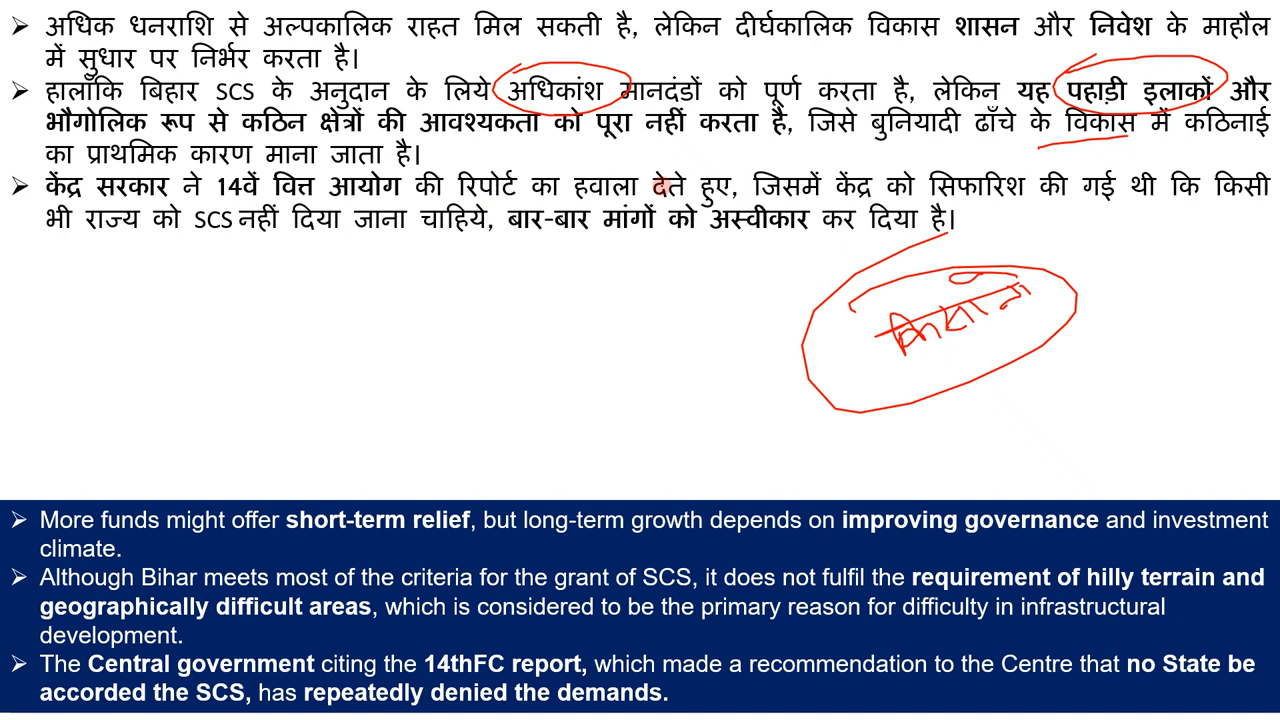 ➢ अधिक धनराशि से अल्पकालिक राहत मिल सकती है, लेकिन दीर्घकालिक विकास शासन और निवेश के माहौल
में सुधार पर निर्भर करता है।
➢ हालाँकि बिहार SCS के अनुदान के लिये अधिकांश मानदंडों को पूर्ण करता है, लेकिन यह पहाड़ी इलाकों और
भौगोलिक रूप से कठिन क्षेत्रों की आवश्यकता को पूरा नहीं करता है, जिसे बुनियादी ढाँचे के विकास में कठिनाई
का प्राथमिक कारण माना जाता है।
➢ केंद्र सरकार ने 14वें वित्त आयोग की रिपोर्ट का हवाला देते हुए, जिसमें केंद्र को सिफारिश की गई थी कि किसी
भी राज्य को SCS नहीं दिया जाना चाहिये, बार-बार मांगों को अस्वीकार कर दिया है।
➢ More funds might offer short-term relief, but long-term growth depends on improving governance and investment
climate.
➢ Although Bihar meets most of the criteria for the grant of SCS, it does not fulfil the requirement of hilly terrain and
geographically difficult areas, which is considered to be the primary reason for difficulty in infrastructural
development.
➢ The Central government citing the 14thFC report, which made a recommendation to the Centre that no State be
accorded the SCS, has repeatedly denied the demands.